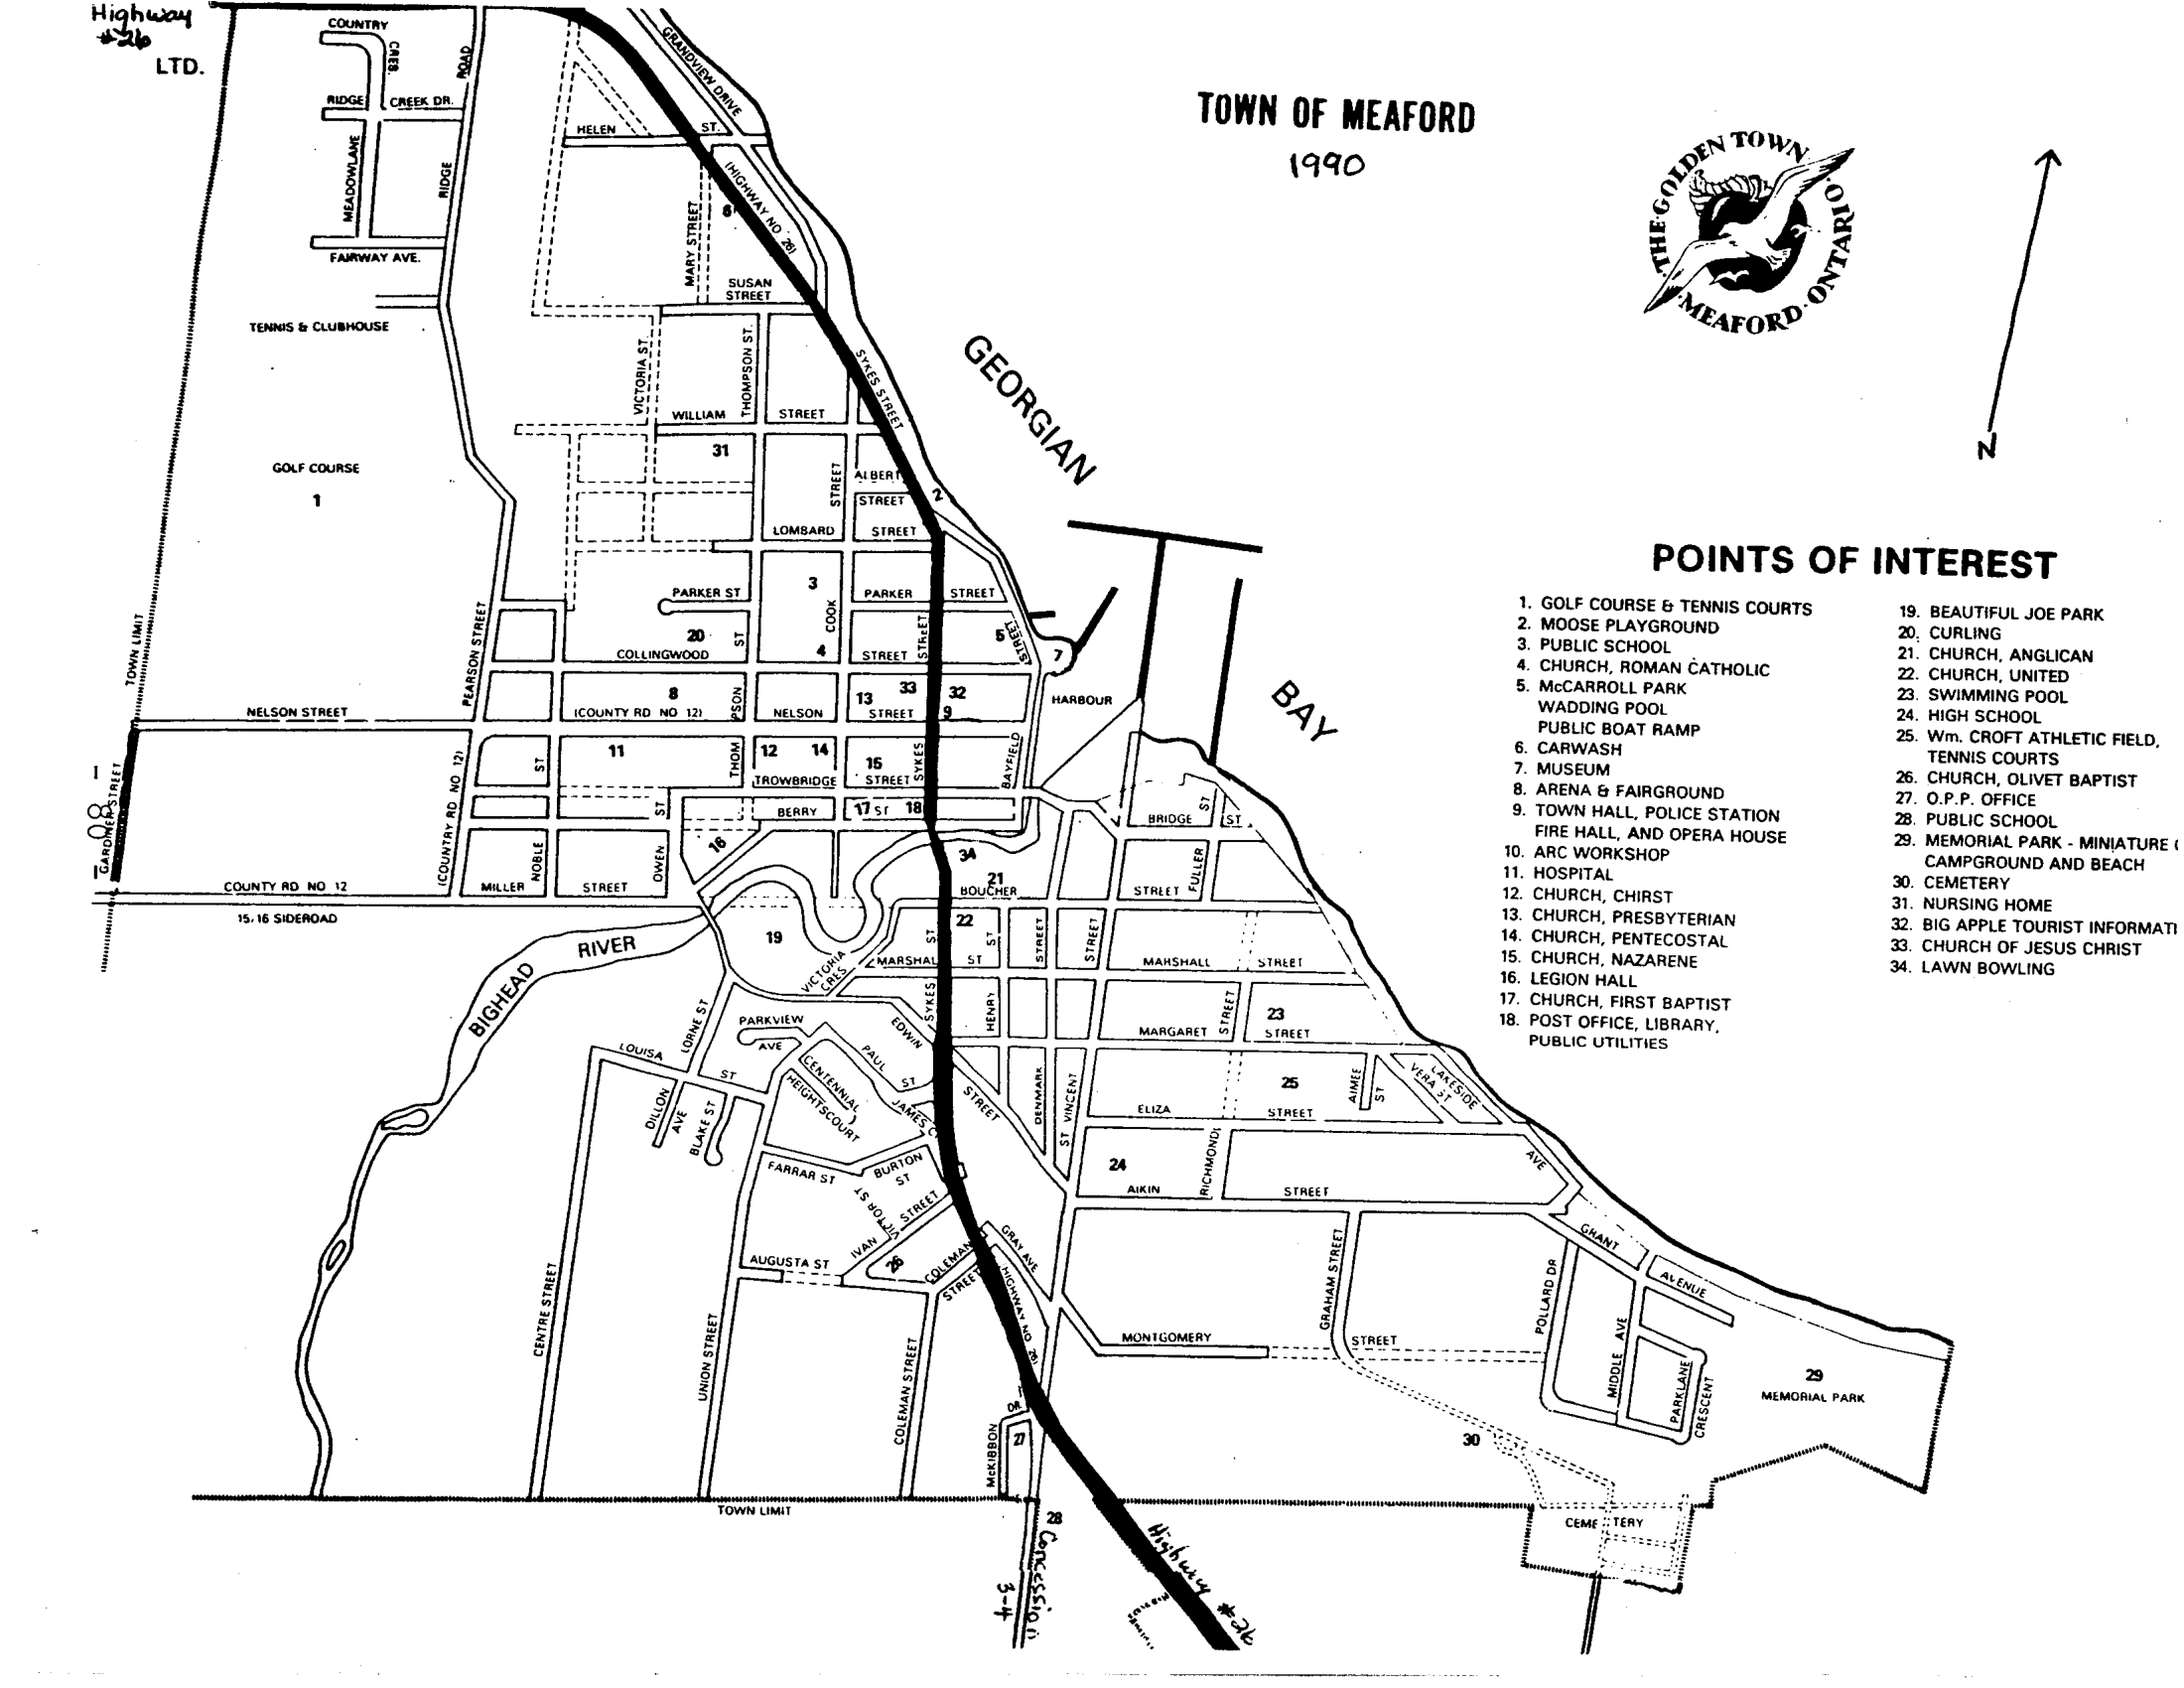 Highway
#26
LTD.
COUNTRY
CRES.
ROAD
RIDGE CREEK DR.
MEADOWLANE
RIDGE
FAIRWAY AVE.
TENNIS & CLUBHOUSE
GOLF COURSE
1
TOWN LIMIT
GRANDVIEW DRIVE
HELEN ST.
(HIGHWAY NO 26)
6
MARY STREET
SUSAN
STREET
VICTORIA ST.
THOMPSON ST.
SYKES STREET
WILLIAM STREET
31
ALBERT
STREET
STREET
2
LOMBARD STREET
3
PARKER ST
PARKER STREET
COOK
20
ST
4
5
STREET
7
COLLINGWOOD STREET
STREET
PEARSON STREET
8
PSON
13
33
32
9
HARBOUR
NELSON STREET
(COUNTY RD NO 12) NELSON STREET
11
THOM
12
14
15
SYKES
BAYFIELD
ST
TROWBRIDGE STREET
BERRY ST
17
18
ST
16
(COUNTRY RD NO 12)
NOBLE
OWEN
GARDINER STREET
1 80 1
COUNTY RD NO 12
MILLER STREET
15/16 SIDEROAD
BIGHEAD RIVER
19
34
21
BOUCHER STREET
22
BRIDGE ST
ST
FULLER
ST
ST
STREET
STREET
MARSHAL ST
MARSHALL STREET
VICTORIA
CRES
SYKES
HENRY
MARGARET STREET
STREET
23
LORNE ST
PARKVIEW
AVE
EDWIN
STREET
PAUL
ST
CENTENNIAL
HEIGHTSCOURT
JAMES CT
LOUISA ST
DILLON
AVE
BLAKE ST
DENMARK
ST VINCENT
25
AIMEE
ST
VERA ST
LAKESIDE
AVE
ELIZA STREET
24
RICHMOND
AIKIN STREET
FARRAR ST
BURTON
ST
VICTOR ST
IVAN STREET
26
AUGUSTA ST
COLEMAN
STREET
GRAY AVE
HIGHWAY NO 26)
CENTRE STREET
UNION STREET
COLEMAN STREET
GRAHAM STREET
MONTGOMERY STREET
POLLARD DR
GRANT
AVENUE
MIDDLE AVE
PARKLANE
CRESCENT
29
MEMORIAL PARK
DR
McKIBBON
27
30
TOWN LIMIT
28
CEMETERY
Concession
3-4
Highway
#26
GEORGIAN
BAY
TOWN OF MEAFORD
1990
THE GOLDEN TOWN
MEAFORD · ONTARIO
N
POINTS OF INTEREST
1. GOLF COURSE & TENNIS COURTS
2. MOOSE PLAYGROUND
3. PUBLIC SCHOOL
4. CHURCH, ROMAN CATHOLIC
5. McCARROLL PARK
WADDING POOL
PUBLIC BOAT RAMP
6. CARWASH
7. MUSEUM
8. ARENA & FAIRGROUND
9. TOWN HALL, POLICE STATION
FIRE HALL, AND OPERA HOUSE
10. ARC WORKSHOP
11. HOSPITAL
12. CHURCH, CHIRST
13. CHURCH, PRESBYTERIAN
14. CHURCH, PENTECOSTAL
15. CHURCH, NAZARENE
16. LEGION HALL
17. CHURCH, FIRST BAPTIST
18. POST OFFICE, LIBRARY,
PUBLIC UTILITIES
19. BEAUTIFUL JOE PARK
20. CURLING
21. CHURCH, ANGLICAN
22. CHURCH, UNITED
23. SWIMMING POOL
24. HIGH SCHOOL
25. Wm. CROFT ATHLETIC FIELD,
TENNIS COURTS
26. CHURCH, OLIVET BAPTIST
27. O.P.P. OFFICE
28. PUBLIC SCHOOL
29. MEMORIAL PARK - MINIATURE
CAMPGROUND AND BEACH
30. CEMETERY
31. NURSING HOME
32. BIG APPLE TOURIST INFORMATI
33. CHURCH OF JESUS CHRIST
34. LAWN BOWLING